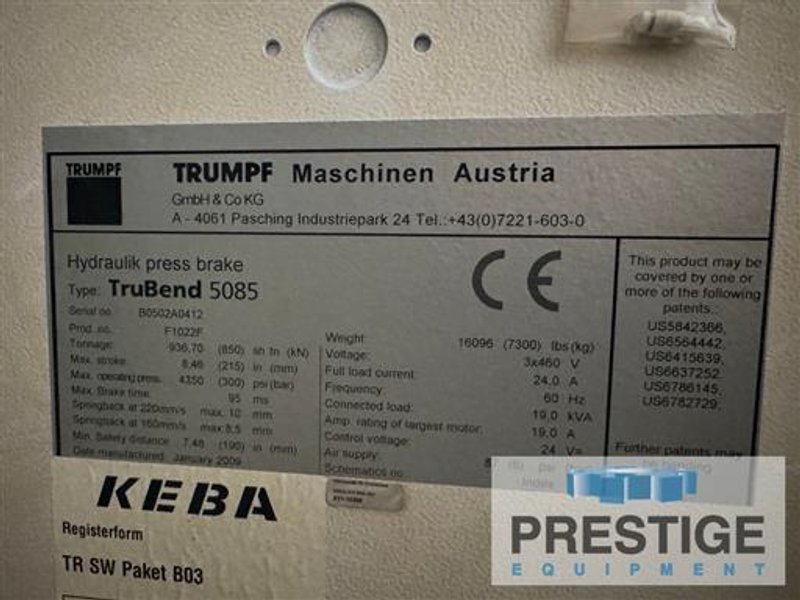 TRUMPF
TRUMPF Maschinen Austria
GmbH & Co KG
A - 4061 Pasching Industriepark 24 Tel.:+43(0)7221-603-0
Hydraulik press brake
Type: TruBend 5085
Serial no. B0502A0412
Prod. no. F1022F
Tonnage: 936,70 (850) sh tn (kN)
Max. stroke: 8,46 (215) in (mm)
Max. operating press. 4350 (300) psi(bar)
Max. Brake time: 95 ms
Springback at 220mm/s max. 10 mm
Springback at 160mm/s max. 8,5 mm
Min. Safety distance 7,48 (190) in (mm)
Date manufactured: January 2009
Weight: 16096 (7300) lbs(kg)
Voltage: 3x460 V
Full load current: 24,0 A
Frequency: 60 Hz
Connected load: 19,0 kVA
Amp. rating of largest motor: 19,0 A
Control voltage: 24 V=
Air supply: 87 psi
Schematics no
CE
This product may be
covered by one or
more of the following
patents:
US5842366,
US6564442,
US6415639,
US6637252,
US6786145,
US6782729,
Further patents may
be pending
KEBA
Registerform
TR SW Paket B03
PRESTIGE
EQUIPMENT